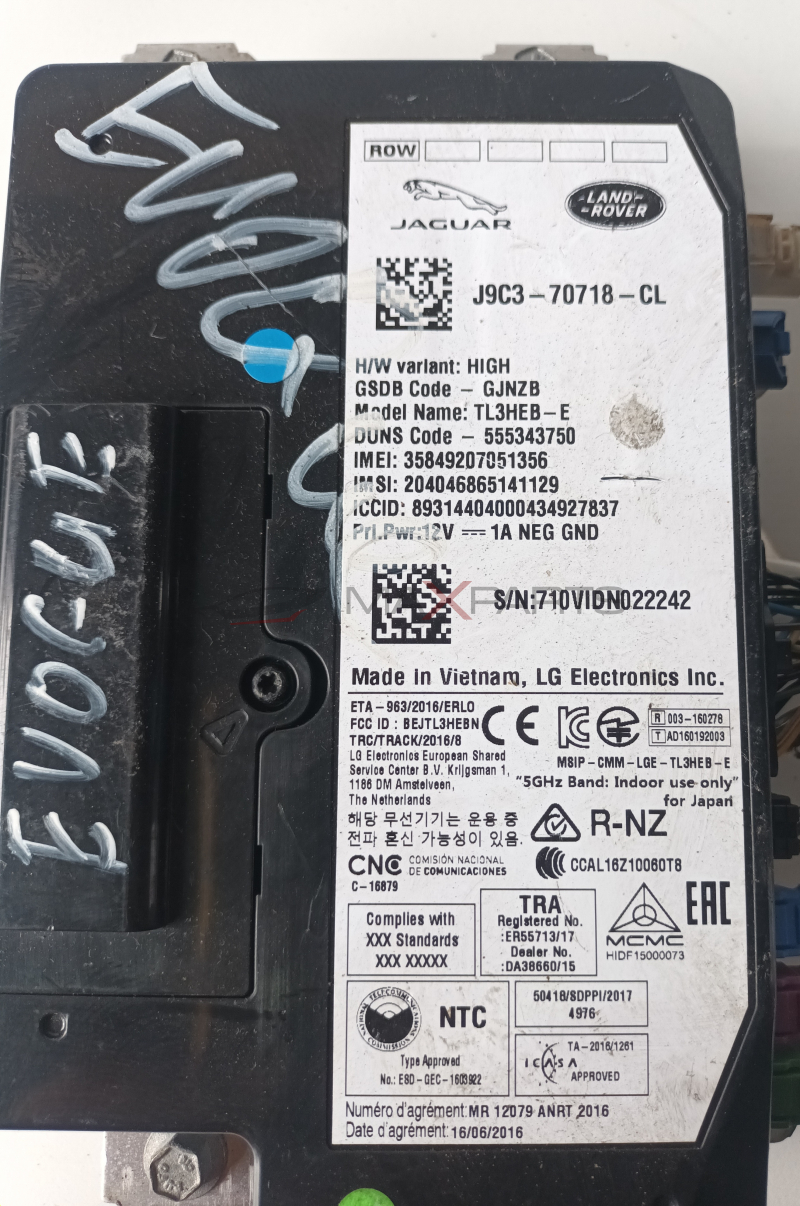 EVOQUE
EVOQUE
ROW
JAGUAR
LAND-
-ROVER
J9C3-70718-CL
H/W variant: HIGH
GSDB Code - GJNZB
Model Name: TL3HEB-E
DUNS Code - 555343750
IMEI: 35849207051356
IMSI: 204046865141129
ICCID: 89314404000434927837
Pri.Pwr:12V 1A NEG GND
MAXPARTS
S/N:710VIDN022242
Made in Vietnam, LG Electronics Inc.
ETA-963/2016/ERLO
FCC ID : BEJTL3HEBN
TRC/TRACK/2016/8
CE
R 003-160278
T AD160192003
LG Electronics European Shared
Service Center B.V. Krijgsman 1,
1186 DM Amstelveen,
The Netherlands
MSIP-CMM-LGE-TL3HEB-E
"5GHz Band: Indoor use only"
for Japan
해당 무선기기는 운용 중
전파 혼신 가능성이 있음.
R-NZ
CNC COMISIÓN NACIONAL
DE COMUNICACIONES
C-16879
CCAL16Z10060T8
Complies with
XXX Standards
XXX XXXXX
TRA
Registered No.
:ER55713/17
Dealer No.
:DA38660/15
MCMC
HIDF15000073
EAC
NTC
Type Approved
No.: ESD-GEC-1603922
50418/SDPPI/2017
4976
ICASA
TA-2016/1261
APPROVED
Numéro d'agrément: MR 12079 ANRT 2016
Date d'agrément: 16/06/2016